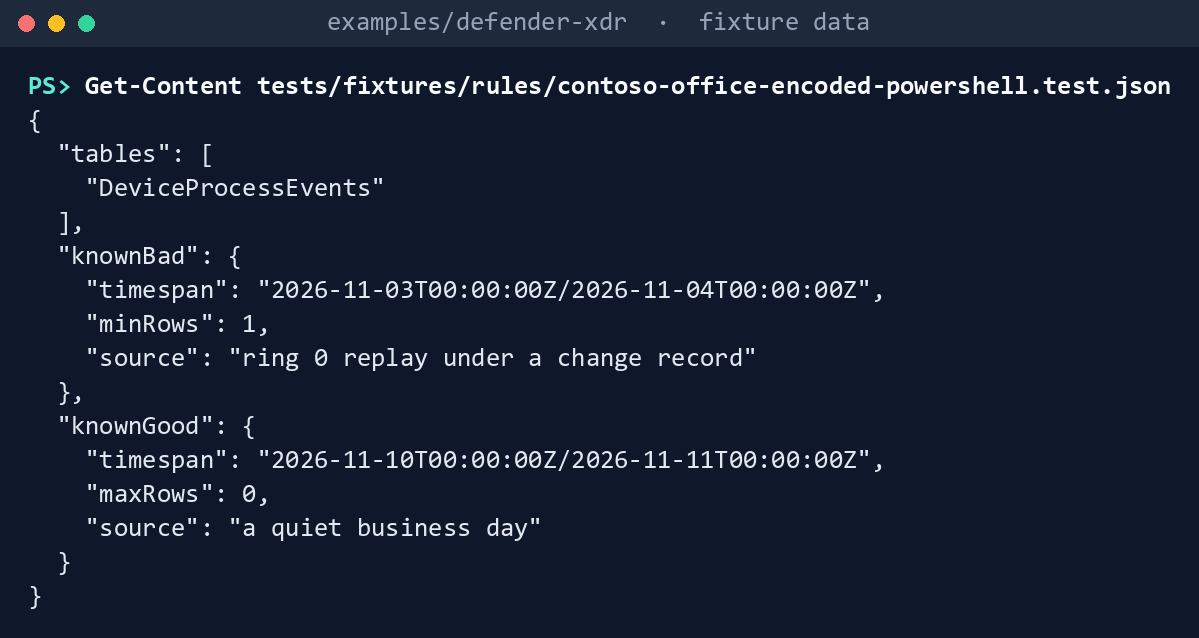 examples/defender-xdr · fixture data
PS> Get-Content tests/fixtures/rules/contoso-office-encoded-powershell.test.json
{
  "tables": [
    "DeviceProcessEvents"
  ],
  "knownBad": {
    "timespan": "2026-11-03T00:00:00Z/2026-11-04T00:00:00Z",
    "minRows": 1,
    "source": "ring 0 replay under a change record"
  },
  "knownGood": {
    "timespan": "2026-11-10T00:00:00Z/2026-11-11T00:00:00Z",
    "maxRows": 0,
    "source": "a quiet business day"
  }
}